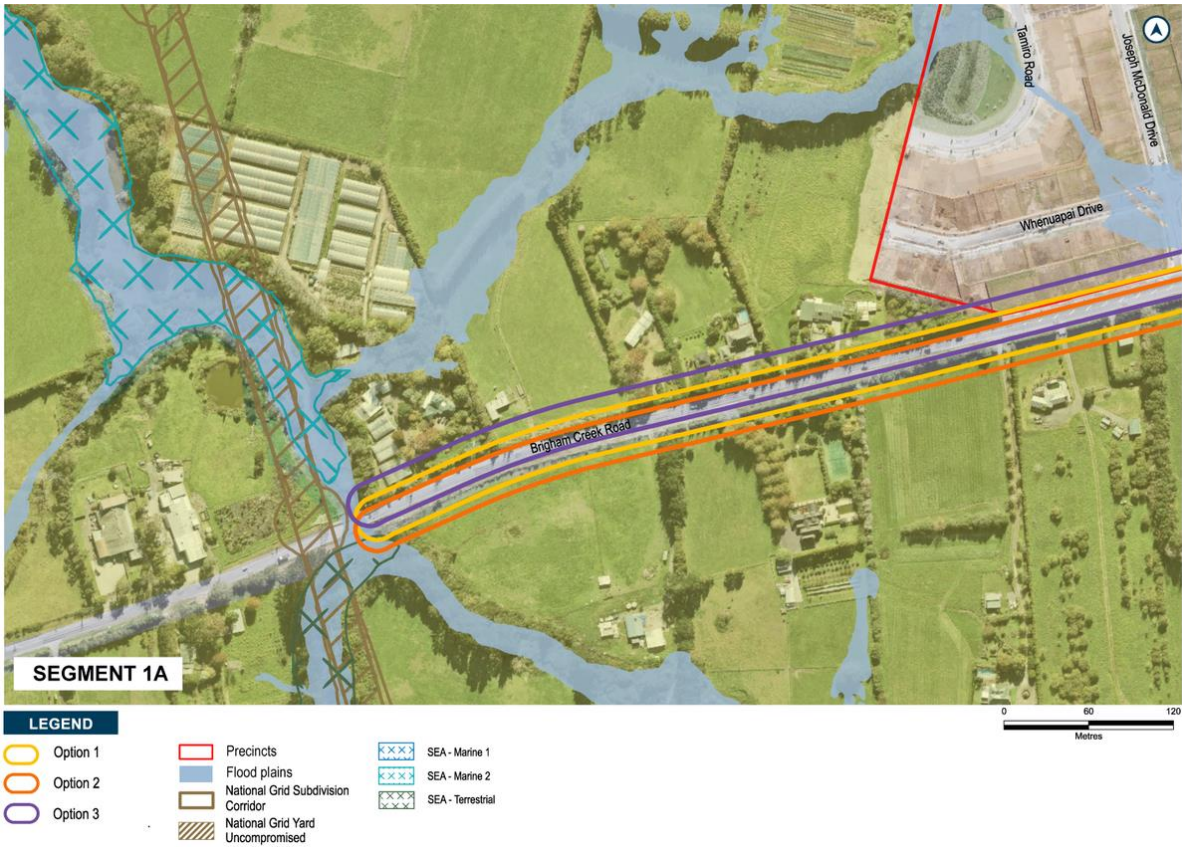 Tamiro Road
Joseph McDonald Drive
Whenuapai Drive
Brigham Creek Road
SEGMENT 1A
LEGEND
Option 1
Option 2
Option 3
Precincts
Flood plains
National Grid Subdivision
Corridor
National Grid Yard
Uncompromised
SEA - Marine 1
SEA - Marine 2
SEA - Terrestrial
0 60 120
Metres